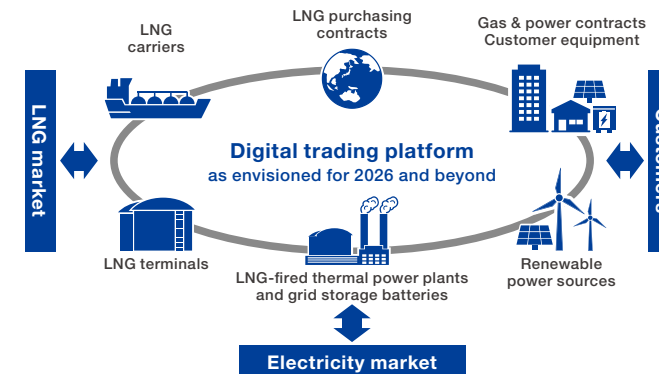 LNG purchasing
contracts
LNG
carriers
Gas & power contracts
Customer equipment
LNG market
Digital trading platform
as envisioned for 2026 and beyond
LNG terminals
LNG-fired thermal power plants
and grid storage batteries
Renewable
power sources
Electricity market